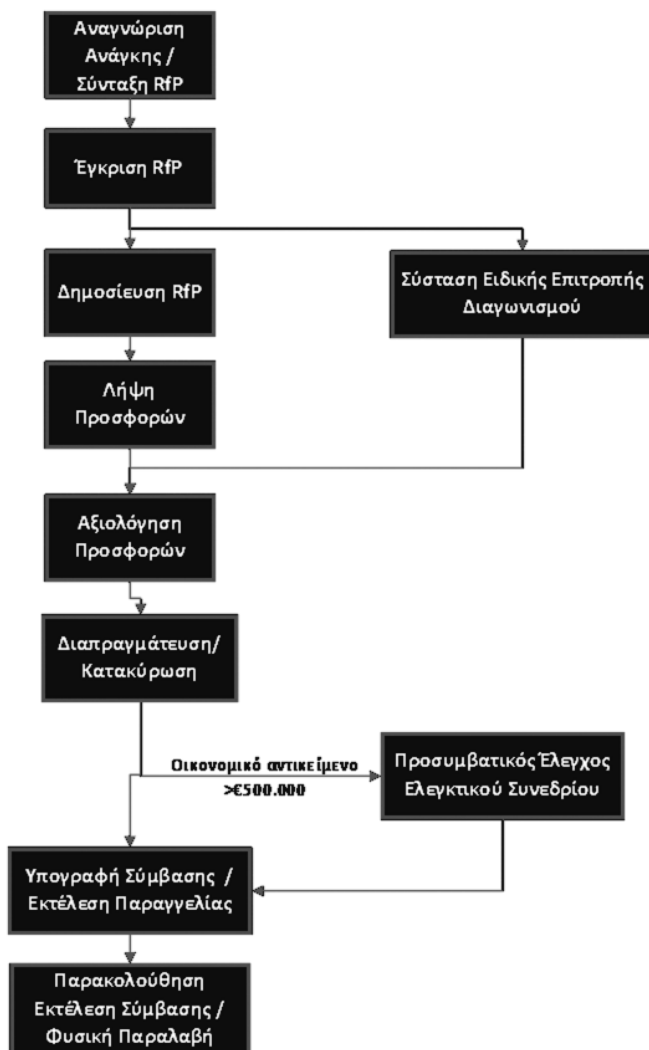 Αναγνώριση
Ανάγκης /
Σύνταξη RfP
Έγκριση RfP
Δημοσίευση RfP
Σύσταση Ειδικής Επιτροπής
Διαγωνισμού
Λήψη
Προσφορών
Αξιολόγηση
Προσφορών
Διαπραγμάτευση/
Κατακύρωση
Οικονομικό αντικείμενο
>€500.000
Προσυμβατικός Έλεγχος
Ελεγκτικού Συνεδρίου
Υπογραφή Σύμβασης /
Εκτέλεση Παραγγελίας
Παρακολούθηση
Εκτέλεση Σύμβασης /
Φυσική Παραλαβή